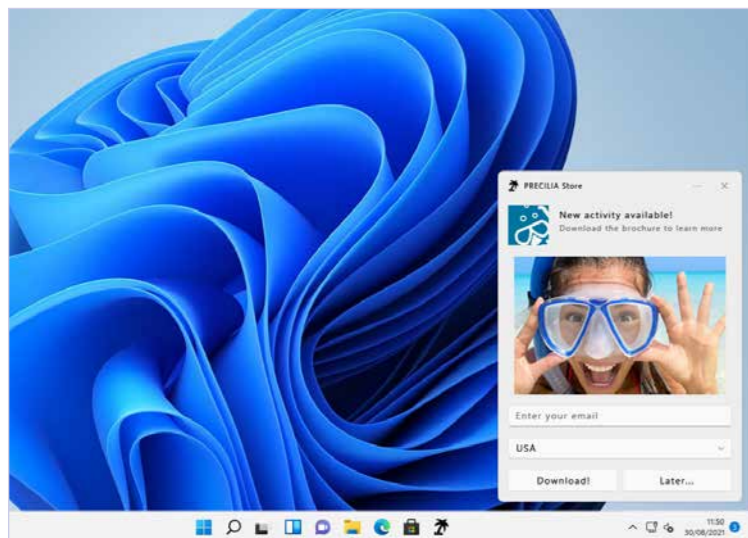 PRECILIA Store
New activity available!
Download the brochure to learn more
Enter your email
USA
Download!
Later...
11:50
30/08/2021
3